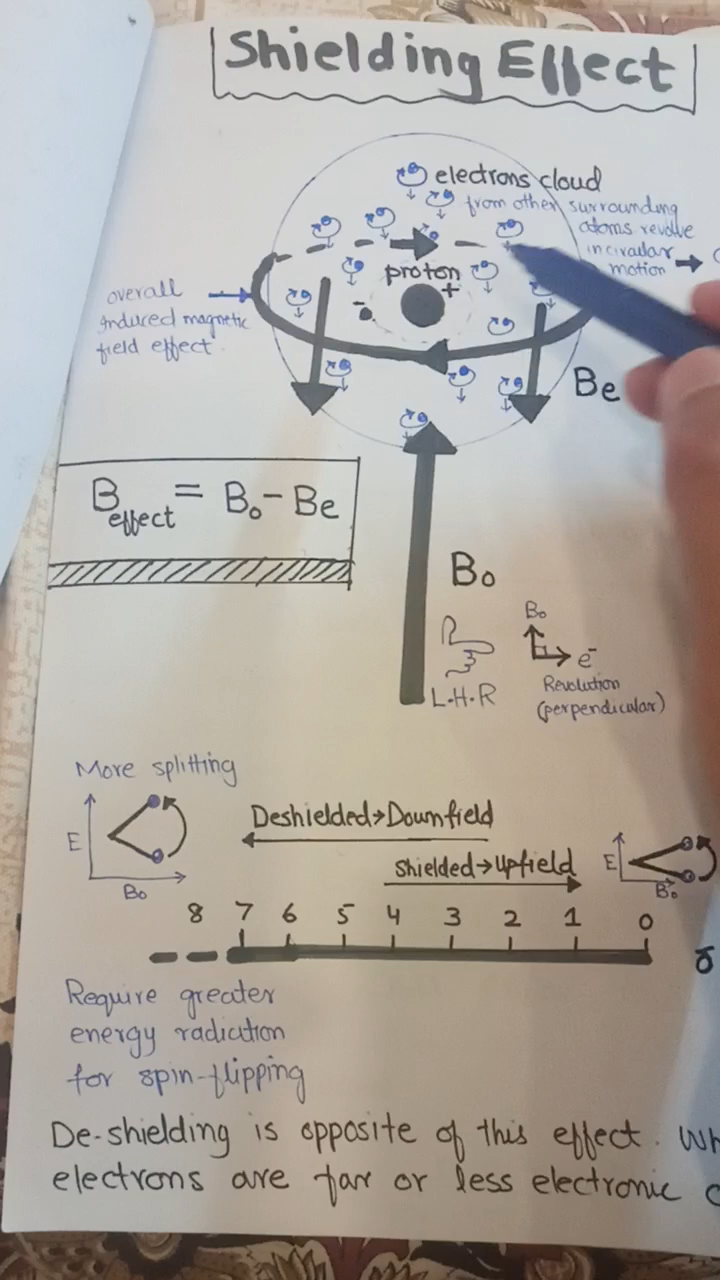 Shielding Effect
electrons cloud
from other surrounding
atoms revolve
in circular
motion
proton
+
-
overall
induced magnetic
field effect.
Be
Beffect = Bo - Be
Bo
L.H.R
Bo
e-
Revolution
(perpendicular)
More splitting
E
Bo
Deshielded→Downfield
Shielded→Upfield
E
Bo
8 7 6 5 4 3 2 1 0
Require greater
energy radiation
for spin-flipping
De-shielding is opposite of this effect.
electrons are far or less electronic